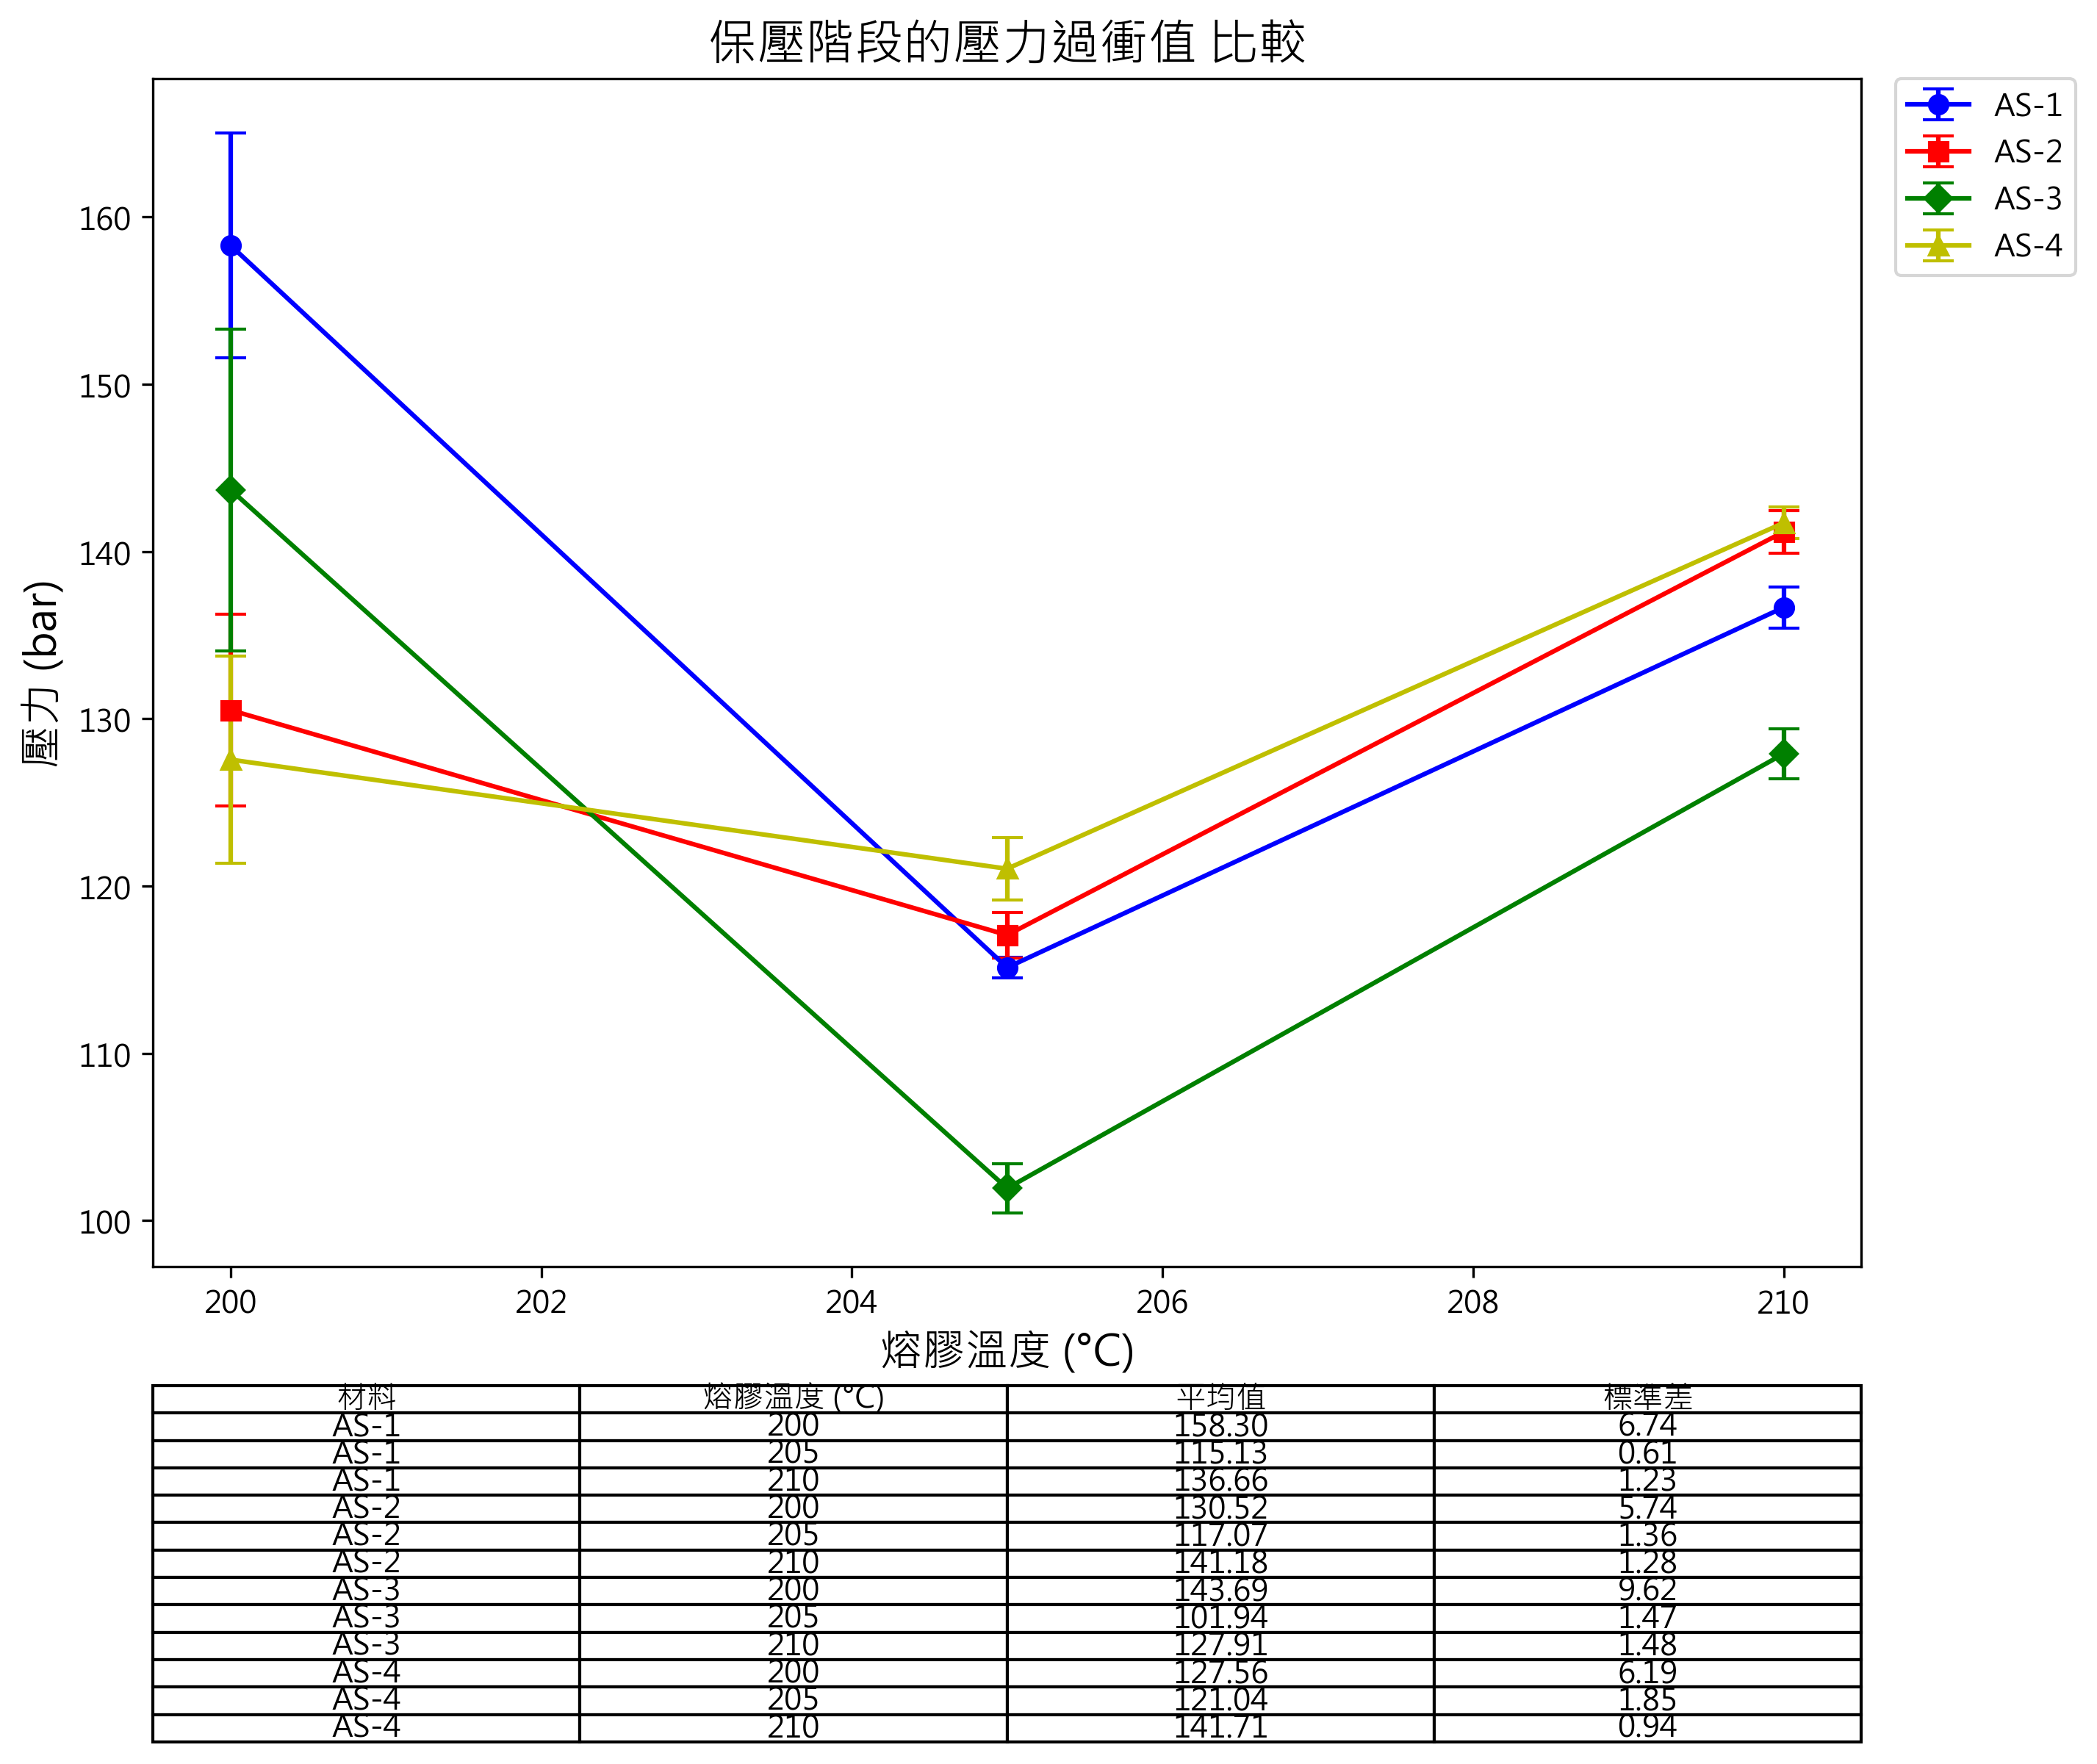 保壓階段的壓力過衝值 比較
AS-1
AS-2
AS-3
AS-4
壓力 (bar)
160
150
140
130
120
110
100
200 202 204 206 208 210
熔膠溫度 (°C)
材料 熔膠溫度 (°C) 平均值 標準差
AS-1 200 158.30 6.74
AS-1 205 115.13 0.61
AS-1 210 136.66 1.23
AS-2 200 130.52 5.74
AS-2 205 117.07 1.36
AS-2 210 141.18 1.28
AS-3 200 143.69 9.62
AS-3 205 101.94 1.47
AS-3 210 127.91 1.48
AS-4 200 127.56 6.19
AS-4 205 121.04 1.85
AS-4 210 141.71 0.94